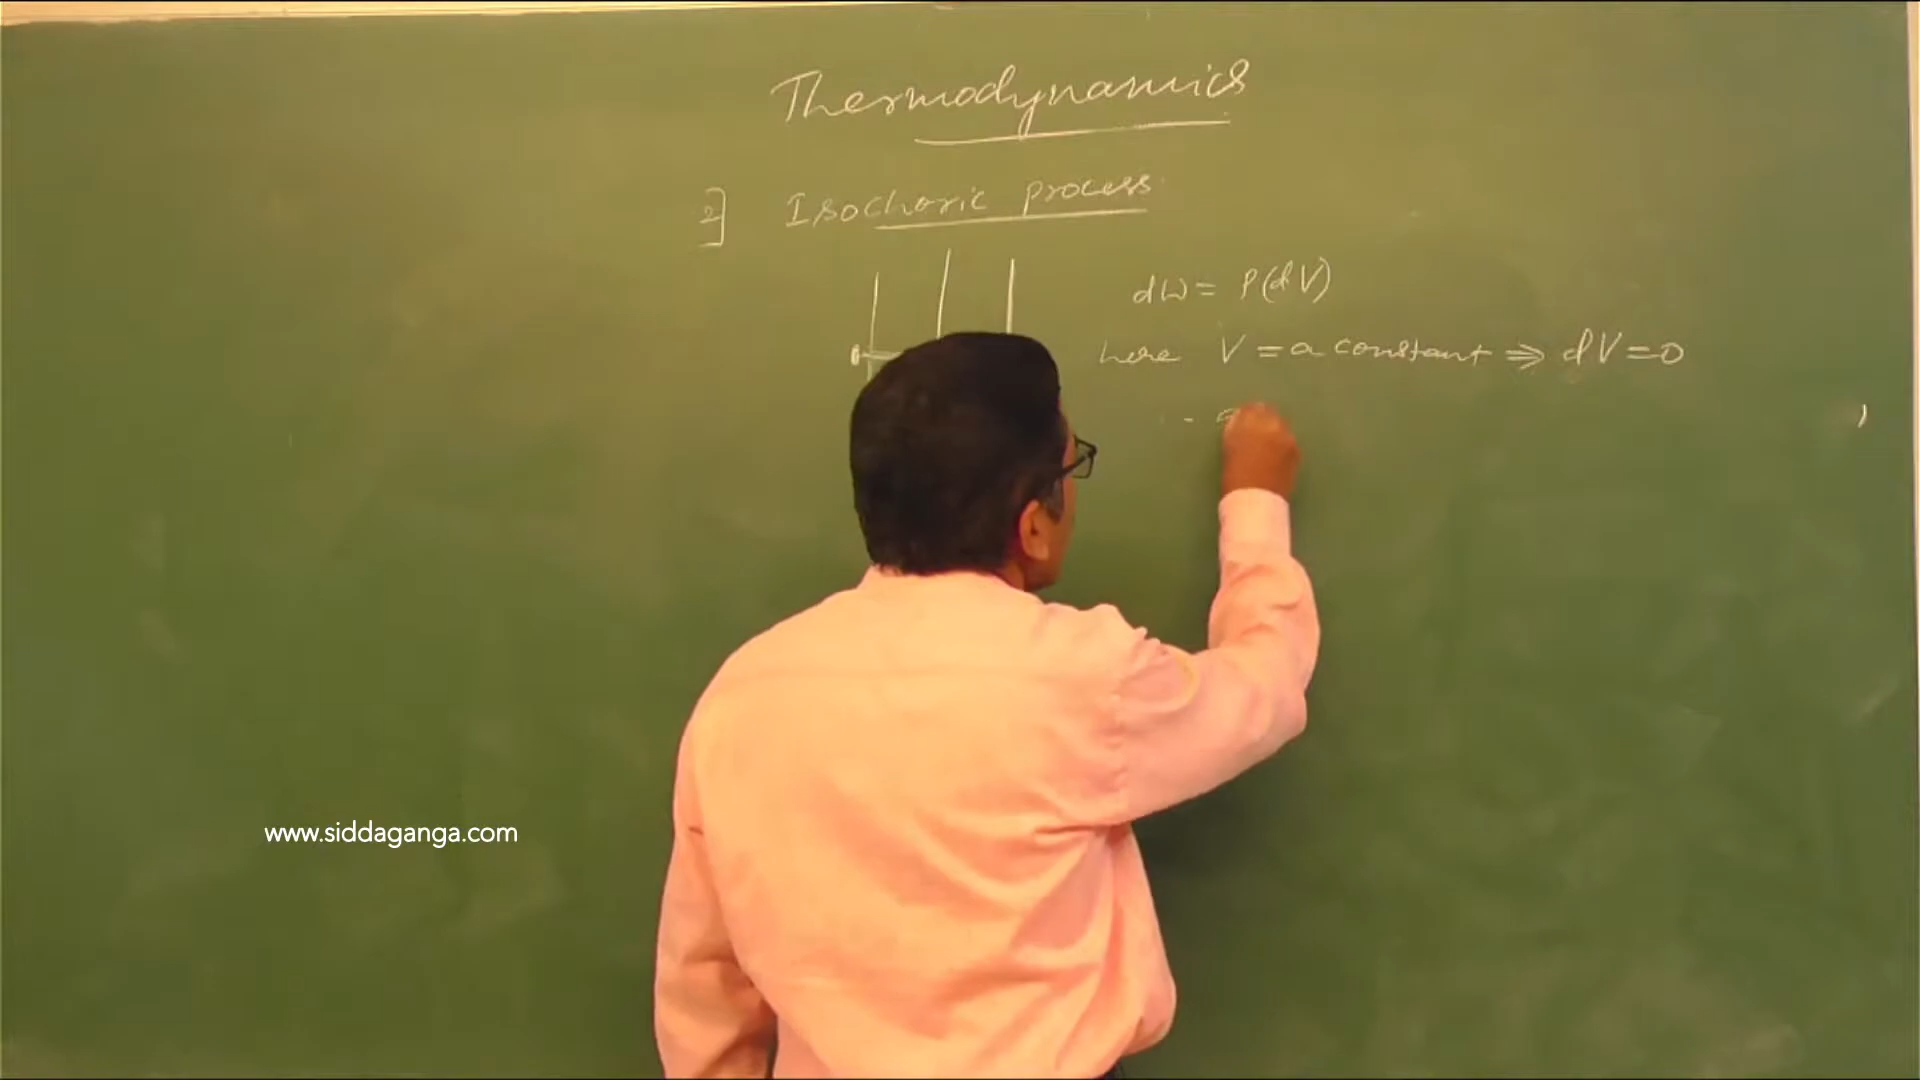 Thermodynamics
2] Isochoric process
dW = P(dV)
here V = a constant ⇒ dV = 0
www.siddaganga.com